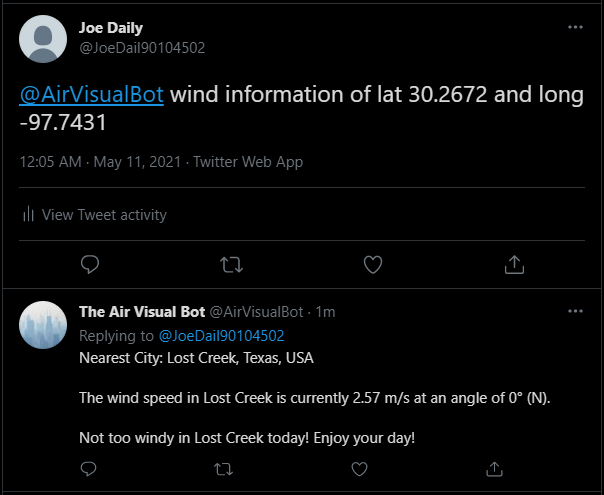 Joe Daily
@JoeDail90104502
@AirVisualBot wind information of lat 30.2672 and long
-97.7431
12:05 AM · May 11, 2021 · Twitter Web App
View Tweet activity
The Air Visual Bot @AirVisualBot · 1m
Replying to @JoeDail90104502
Nearest City: Lost Creek, Texas, USA
The wind speed in Lost Creek is currently 2.57 m/s at an angle of 0° (N).
Not too windy in Lost Creek today! Enjoy your day!